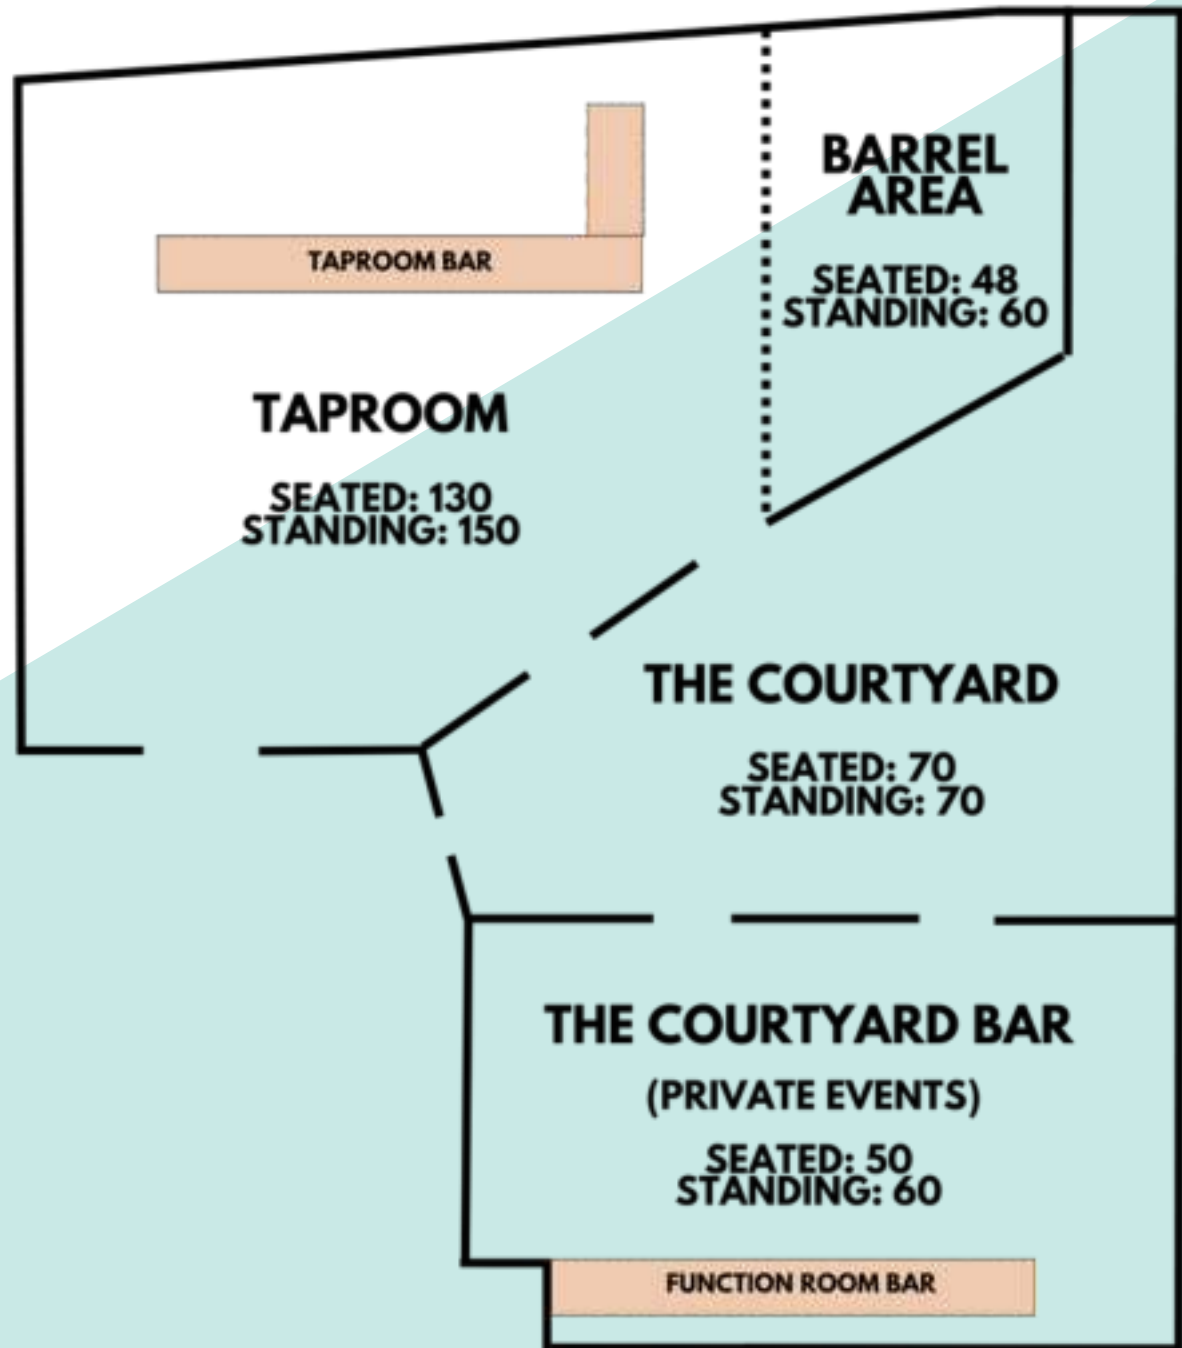 BARREL
AREA
SEATED: 48
STANDING: 60
TAPROOM BAR
TAPROOM
SEATED: 130
STANDING: 150
THE COURTYARD
SEATED: 70
STANDING: 70
THE COURTYARD BAR
(PRIVATE EVENTS)
SEATED: 50
STANDING: 60
FUNCTION ROOM BAR